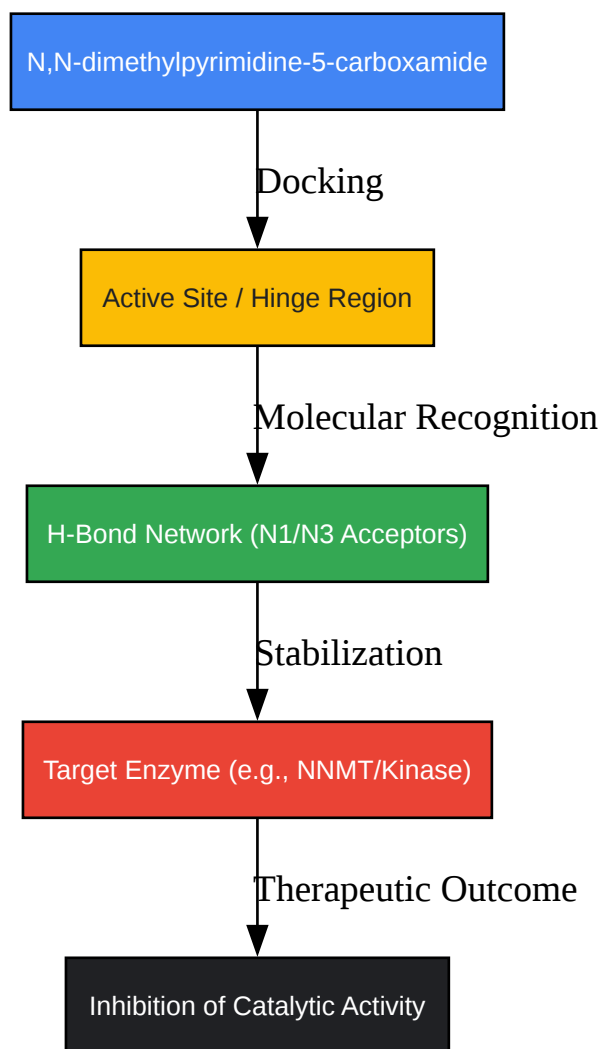 N,N-dimethylpyrimidine-5-carboxamide
Docking
Active Site / Hinge Region
Molecular Recognition
H-Bond Network (N1/N3 Acceptors)
Stabilization
Target Enzyme (e.g., NNMT/Kinase)
Therapeutic Outcome
Inhibition of Catalytic Activity